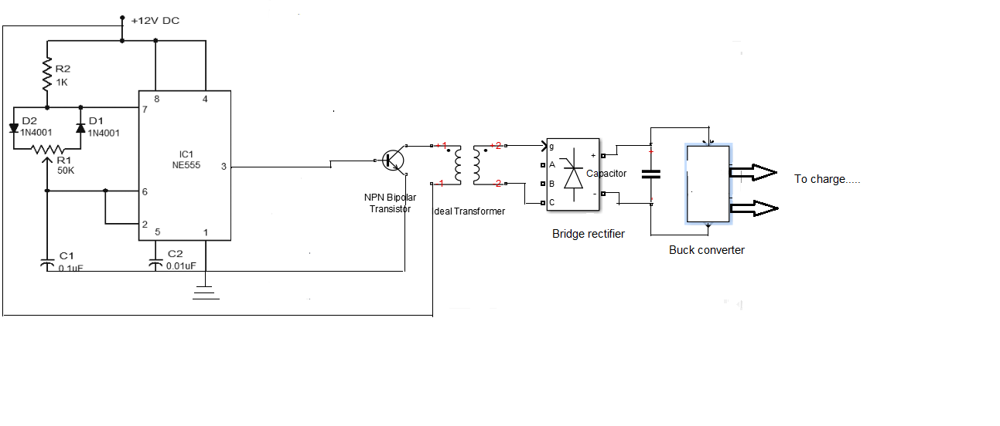 +12V DC
R2
1K
8
4
7
D2
1N4001
D1
1N4001
R1
50K
IC1
NE555
3
6
2
5
1
C1
0.1uF
C2
0.01uF
NPN Bipolar
Transistor
+1
+2
-1
-2
Ideal Transformer
g
A
B
C
+
-
Bridge rectifier
Capacitor
+
Buck converter
To charge.....